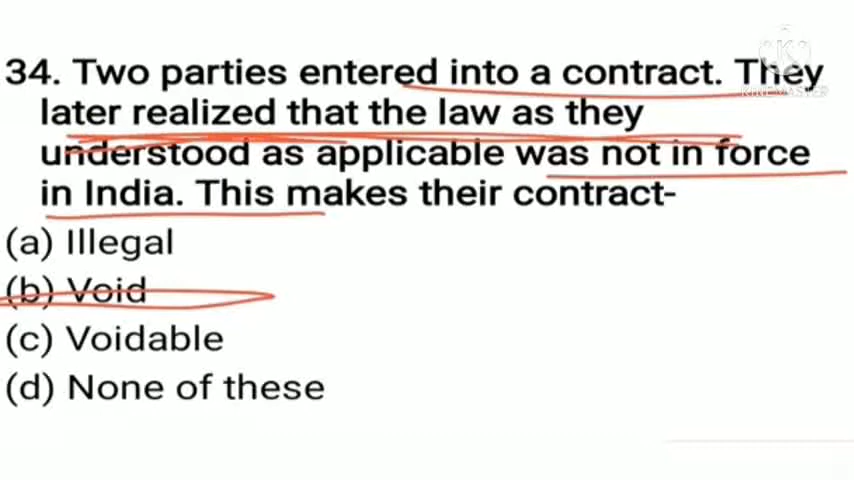 34. Two parties entered into a contract. They
later realized that the law as they
understood as applicable was not in force
in India. This makes their contract-
(a) Illegal
(b) Void
(c) Voidable
(d) None of these
KINEMASTER